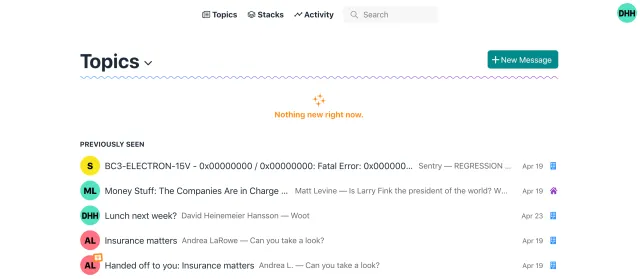 Topics Stacks Activity Search DHH
Topics
New Message
Nothing new right now.
PREVIOUSLY SEEN
S BC3-ELECTRON-15V - 0x00000000 / 0x00000000: Fatal Error: 0x000000... Sentry — REGRESSION ... Apr 19
ML Money Stuff: The Companies Are in Charge ... Matt Levine — Is Larry Fink the president of the world? W... Apr 19
DHH Lunch next week? David Heinemeier Hansson — Woot Apr 23
AL Insurance matters Andrea LaRowe — Can you take a look? Apr 19
AL Handed off to you: Insurance matters Andrea L. — Can you take a look? Apr 19